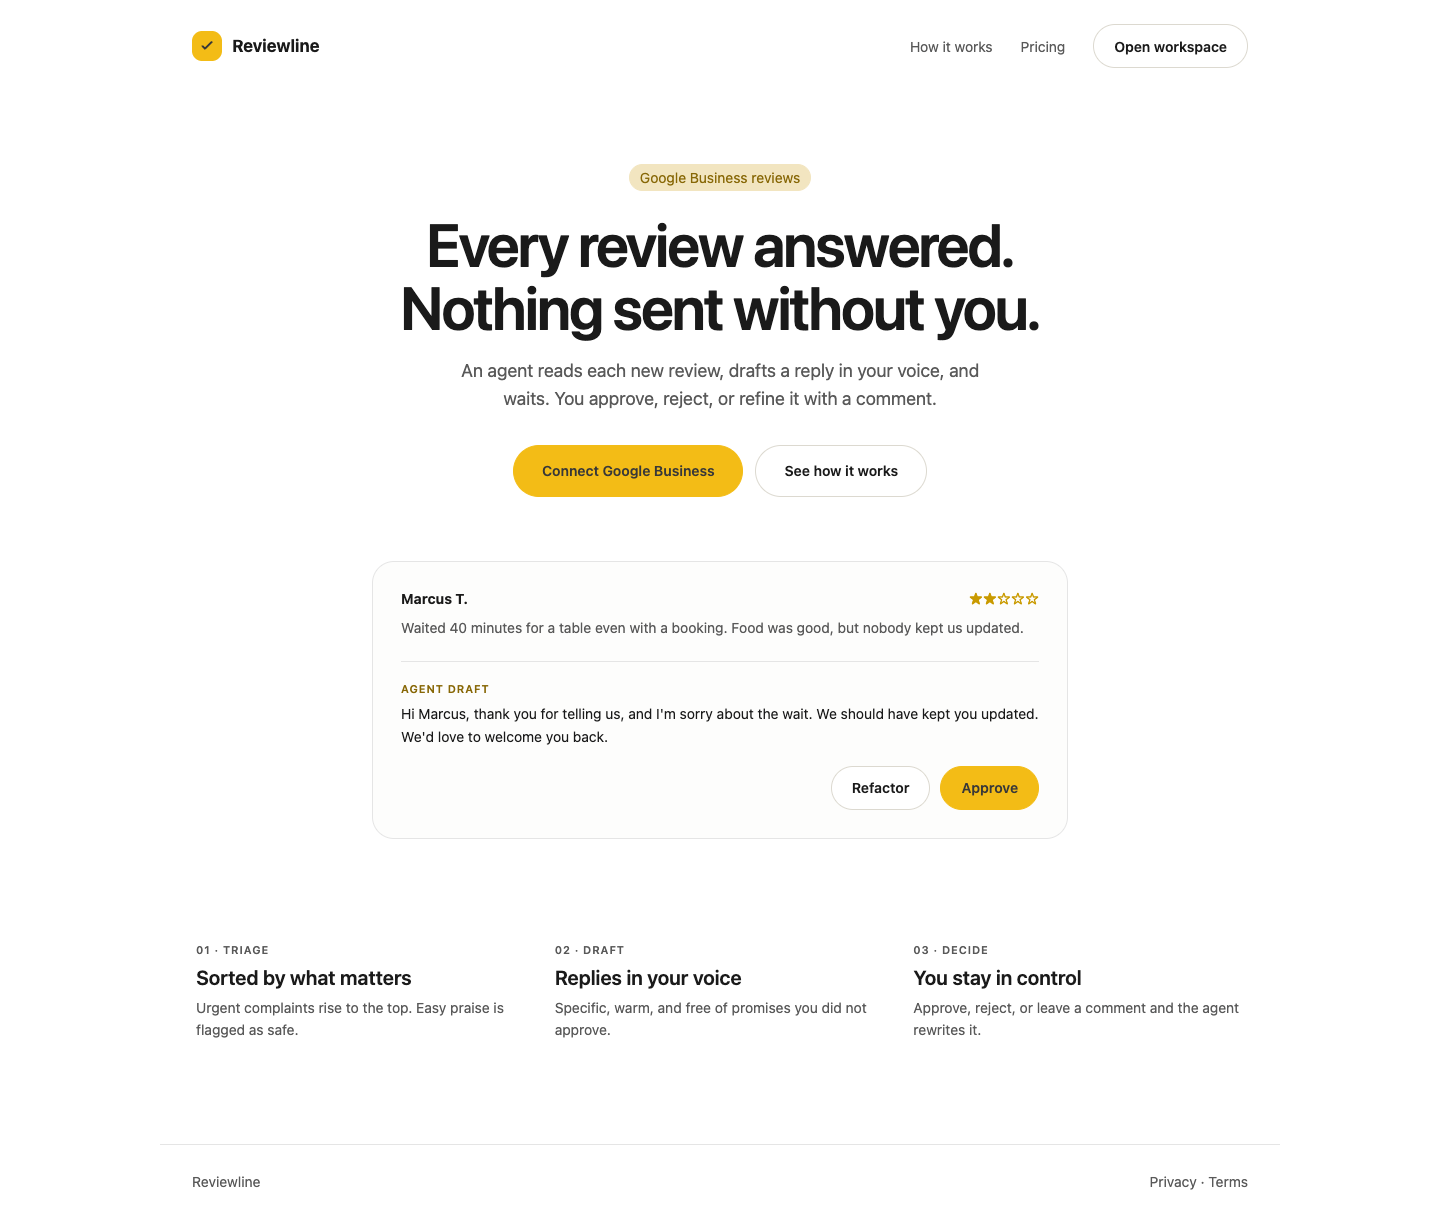 Reviewline
How it works
Pricing
Open workspace
Google Business reviews
Every review answered.
Nothing sent without you.
An agent reads each new review, drafts a reply in your voice, and
waits. You approve, reject, or refine it with a comment.
Connect Google Business
See how it works
Marcus T.
Waited 40 minutes for a table even with a booking. Food was good, but nobody kept us updated.
AGENT DRAFT
Hi Marcus, thank you for telling us, and I'm sorry about the wait. We should have kept you updated.
We'd love to welcome you back.
Refactor
Approve
01 · TRIAGE
Sorted by what matters
Urgent complaints rise to the top. Easy praise is
flagged as safe.
02 · DRAFT
Replies in your voice
Specific, warm, and free of promises you did not
approve.
03 · DECIDE
You stay in control
Approve, reject, or leave a comment and the agent
rewrites it.
Reviewline
Privacy · Terms